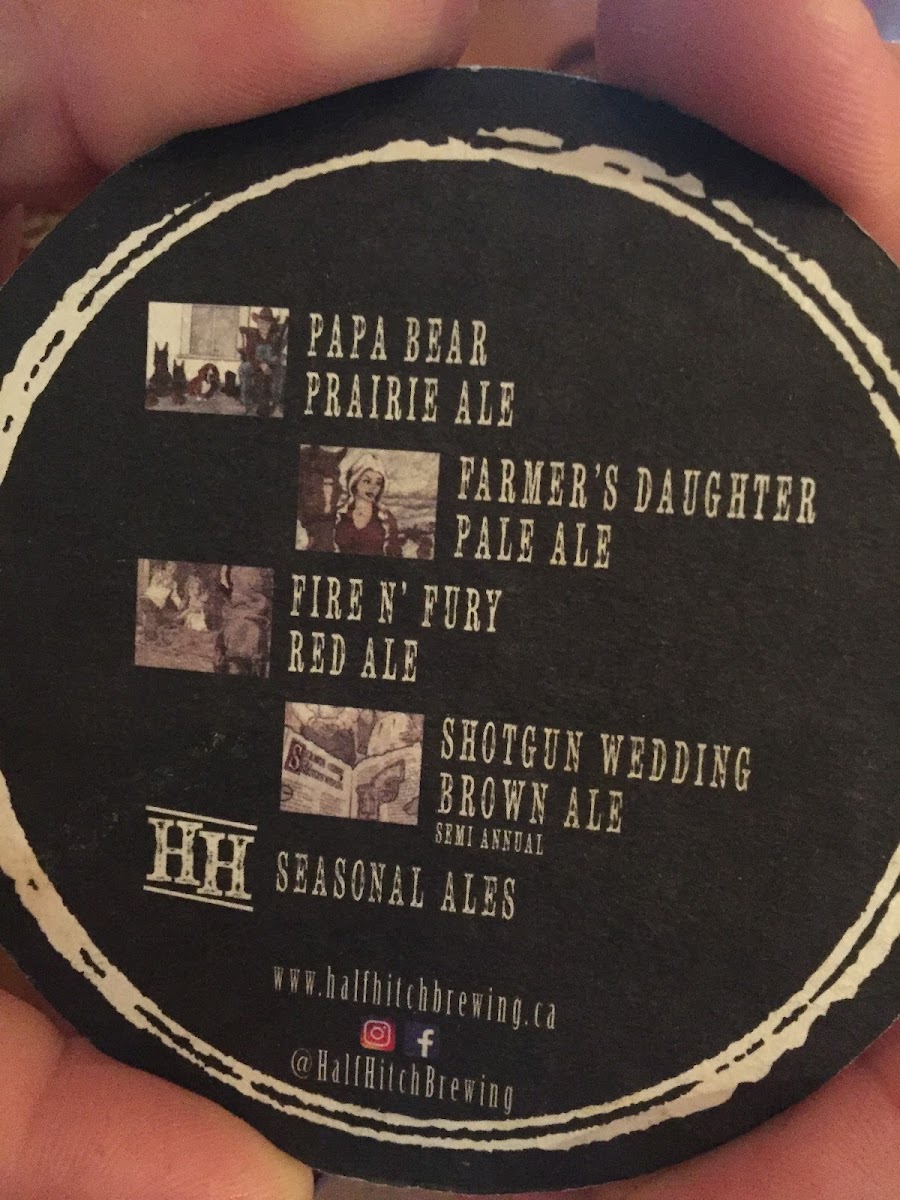 PAPA BEAR
PRAIRIE ALE
FARMER'S DAUGHTER
PALE ALE
FIRE N' FURY
RED ALE
SHOTGUN WEDDING
BROWN ALE
SEMI ANNUAL
HH
SEASONAL ALES
www.halfhitchbrewing.ca
@HalfHitchBrewing